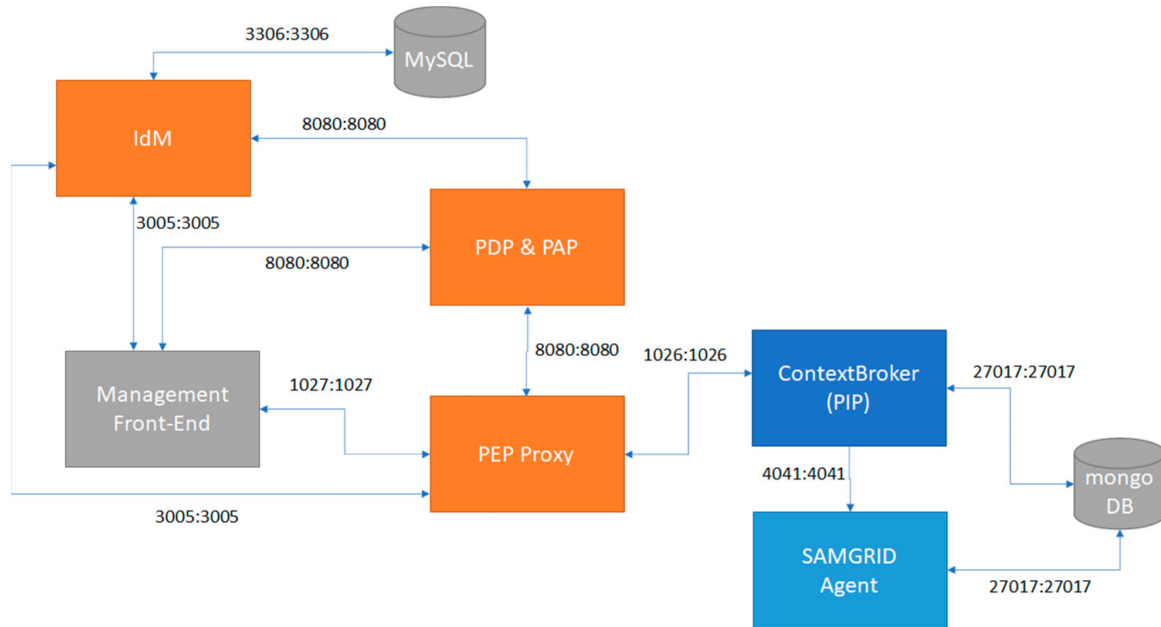 3306:3306
MySQL
IdM
8080:8080
3005:3005
PDP & PAP
8080:8080
8080:8080
1026:1026
ContextBroker
(PIP)
27017:27017
Management
Front-End
1027:1027
PEP Proxy
4041:4041
mongo
DB
3005:3005
SAMGRID
Agent
27017:27017